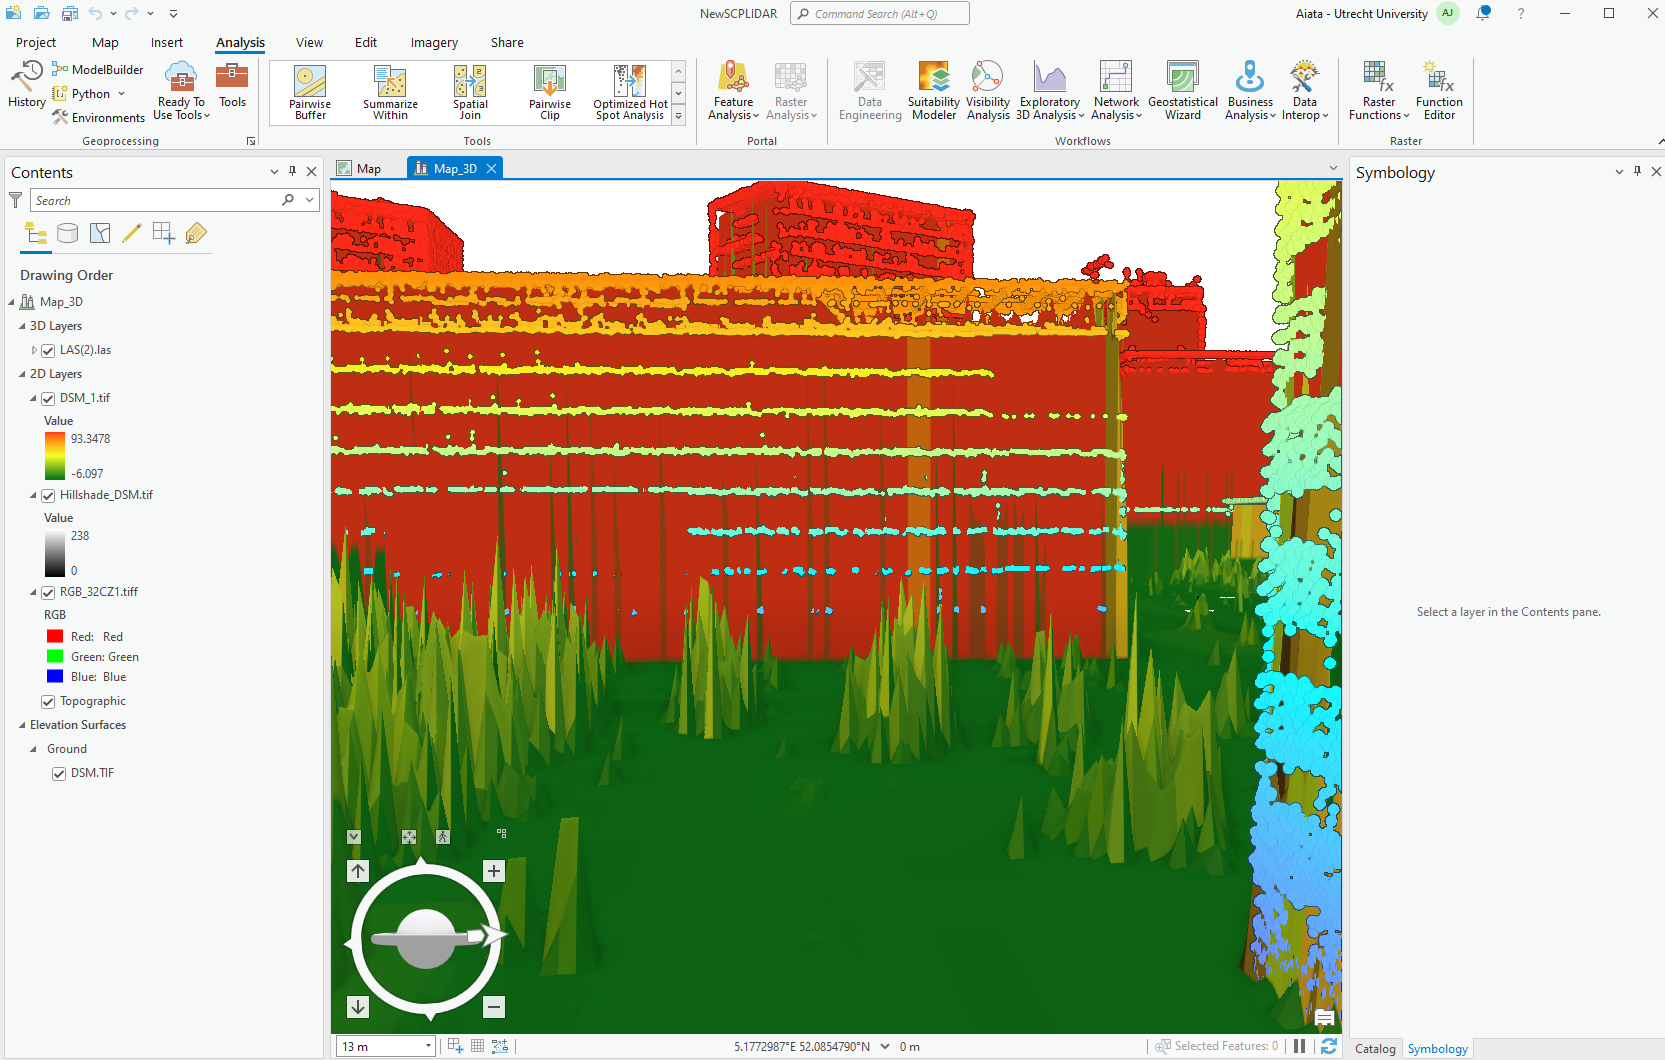 NewSCPLIDAR
Command Search (Alt+Q)
Aiata - Utrecht University
AJ
?
Project
Map
Insert
Analysis
View
Edit
Imagery
Share
History
ModelBuilder
Python
Environments
Ready To
Use Tools
Tools
Geoprocessing
Pairwise
Buffer
Summarize
Within
Spatial
Join
Pairwise
Clip
Optimized Hot
Spot Analysis
Tools
Feature
Analysis
Raster
Analysis
Portal
Data
Engineering
Suitability
Modeler
Visibility
Analysis
Exploratory
3D Analysis
Network
Analysis
Geostatistical
Wizard
Business
Analysis
Data
Interop
Workflows
Raster
Functions
Function
Editor
Raster
Contents
Search
Drawing Order
Map_3D
3D Layers
LAS(2).las
2D Layers
DSM_1.tif
Value
93.3478
-6.097
Hillshade_DSM.tif
Value
238
0
RGB_32CZ1.tiff
RGB
Red: Red
Green: Green
Blue: Blue
Topographic
Elevation Surfaces
Ground
DSM.TIF
Map
Map_3D
13 m
5.1772987°E 52.0854790°N
0 m
Selected Features: 0
Symbology
Select a layer in the Contents pane.
Catalog
Symbology